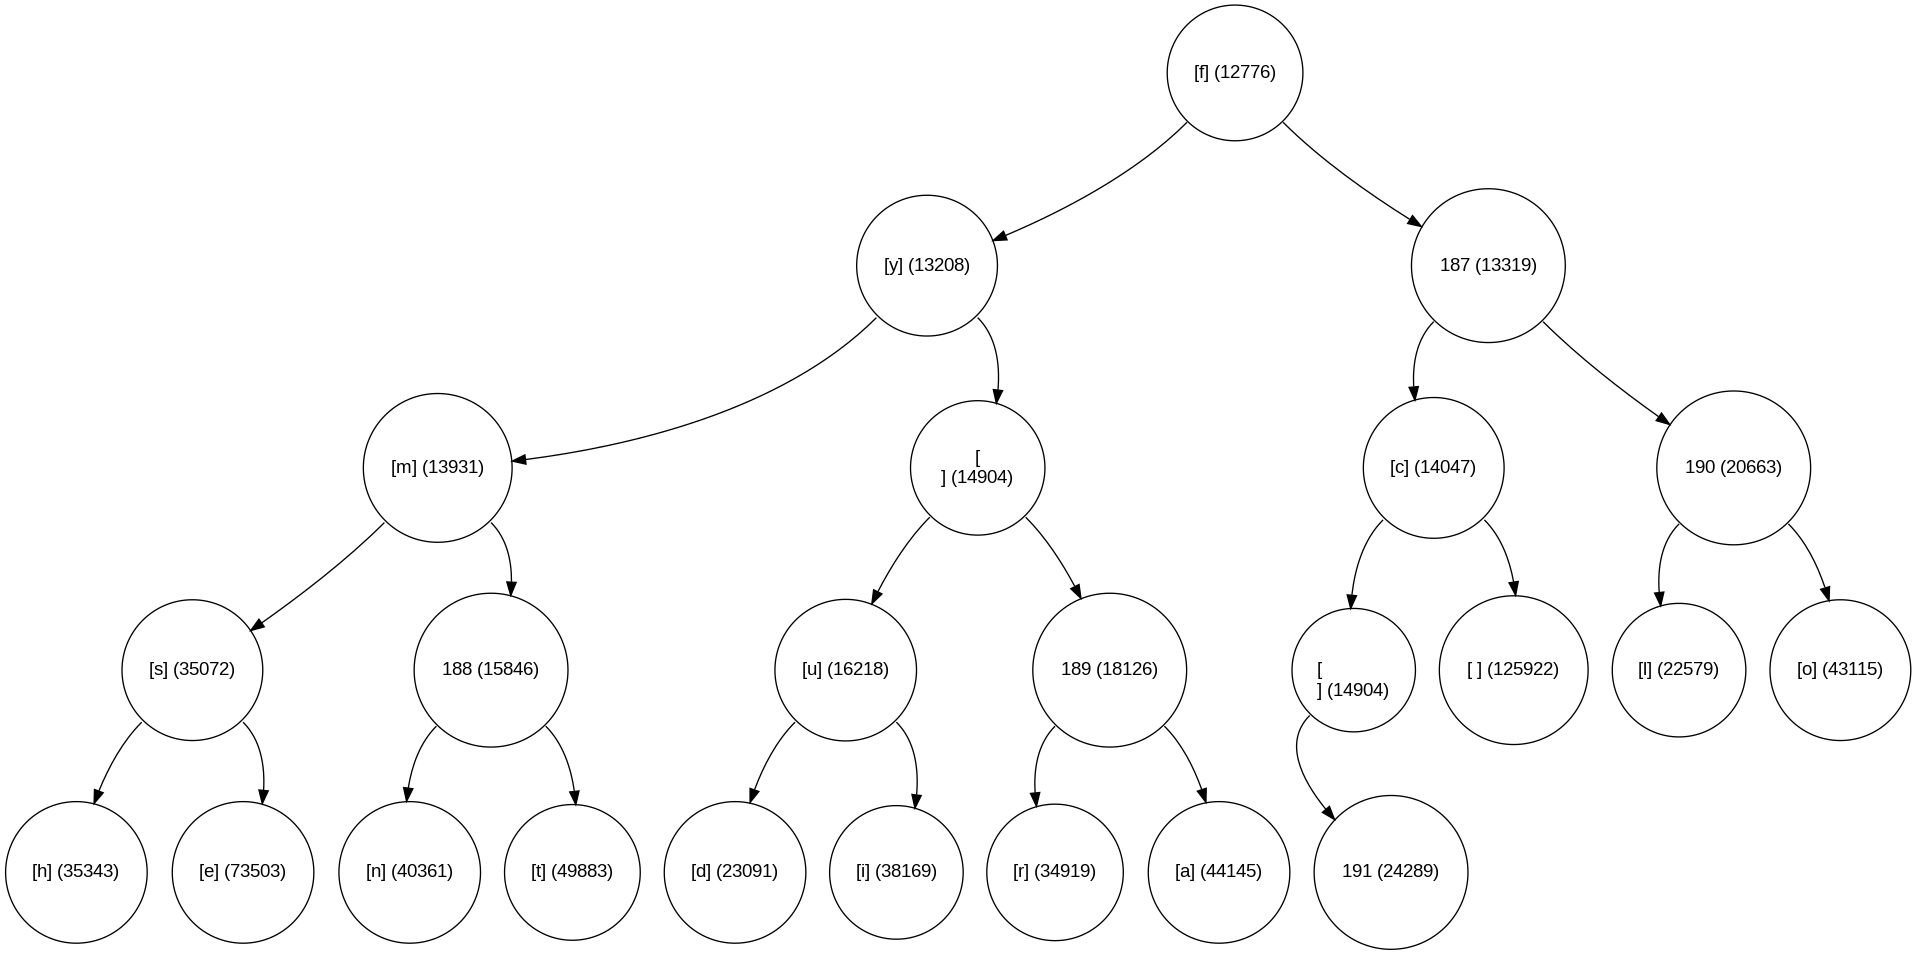 [f] (12776)
[y] (13208)
187 (13319)
[m] (13931)
[
] (14904)
[c] (14047)
190 (20663)
[s] (35072)
188 (15846)
[u] (16218)
189 (18126)
[
] (14904)
[ ] (125922)
[l] (22579)
[o] (43115)
[h] (35343)
[e] (73503)
[n] (40361)
[t] (49883)
[d] (23091)
[i] (38169)
[r] (34919)
[a] (44145)
191 (24289)